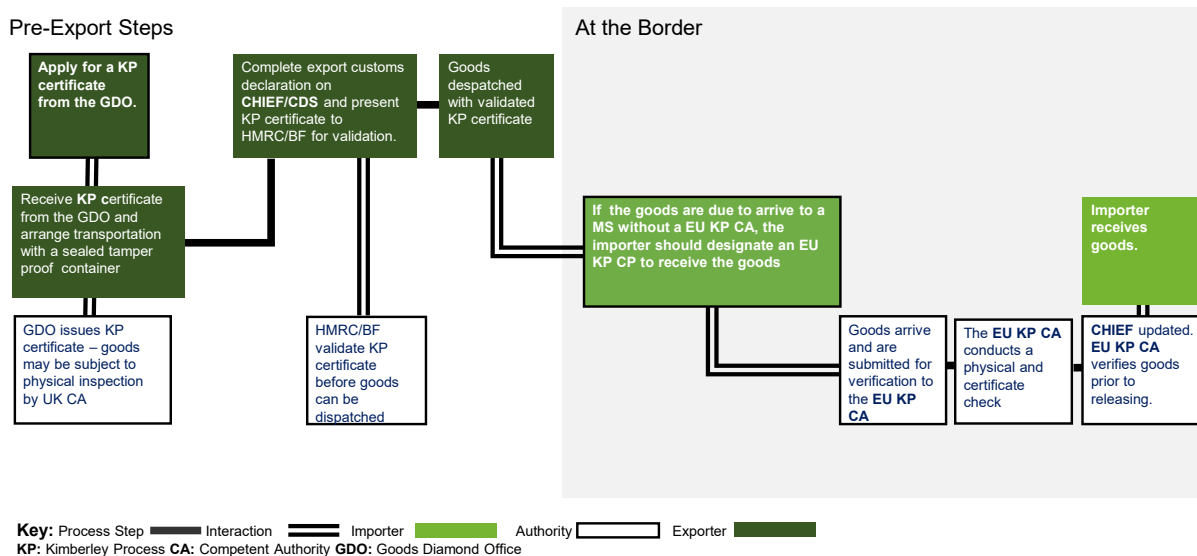 Pre-Export Steps
At the Border
Apply for a KP
certificate
from the GDO.
Complete export customs
declaration on
CHIEF/CDS and present
KP certificate to
HMRC/BF for validation.
Goods
despatched
with validated
KP certificate
Receive KP certificate
from the GDO and
arrange transportation
with a sealed tamper
proof container
If the goods are due to arrive to a
MS without a EU KP CA, the
importer should designate an EU
KP CP to receive the goods
Importer
receives
goods.
GDO issues KP
certificate – goods
may be subject to
physical inspection
by UK CA
HMRC/BF
validate KP
certificate
before goods
can be
dispatched
Goods arrive
and are
submitted for
verification to
the EU KP
CA
The EU KP CA
conducts a
physical and
certificate
check
CHIEF updated.
EU KP CA
verifies goods
prior to
releasing.
Key: Process Step Interaction Importer Authority Exporter
KP: Kimberley Process CA: Competent Authority GDO: Goods Diamond Office